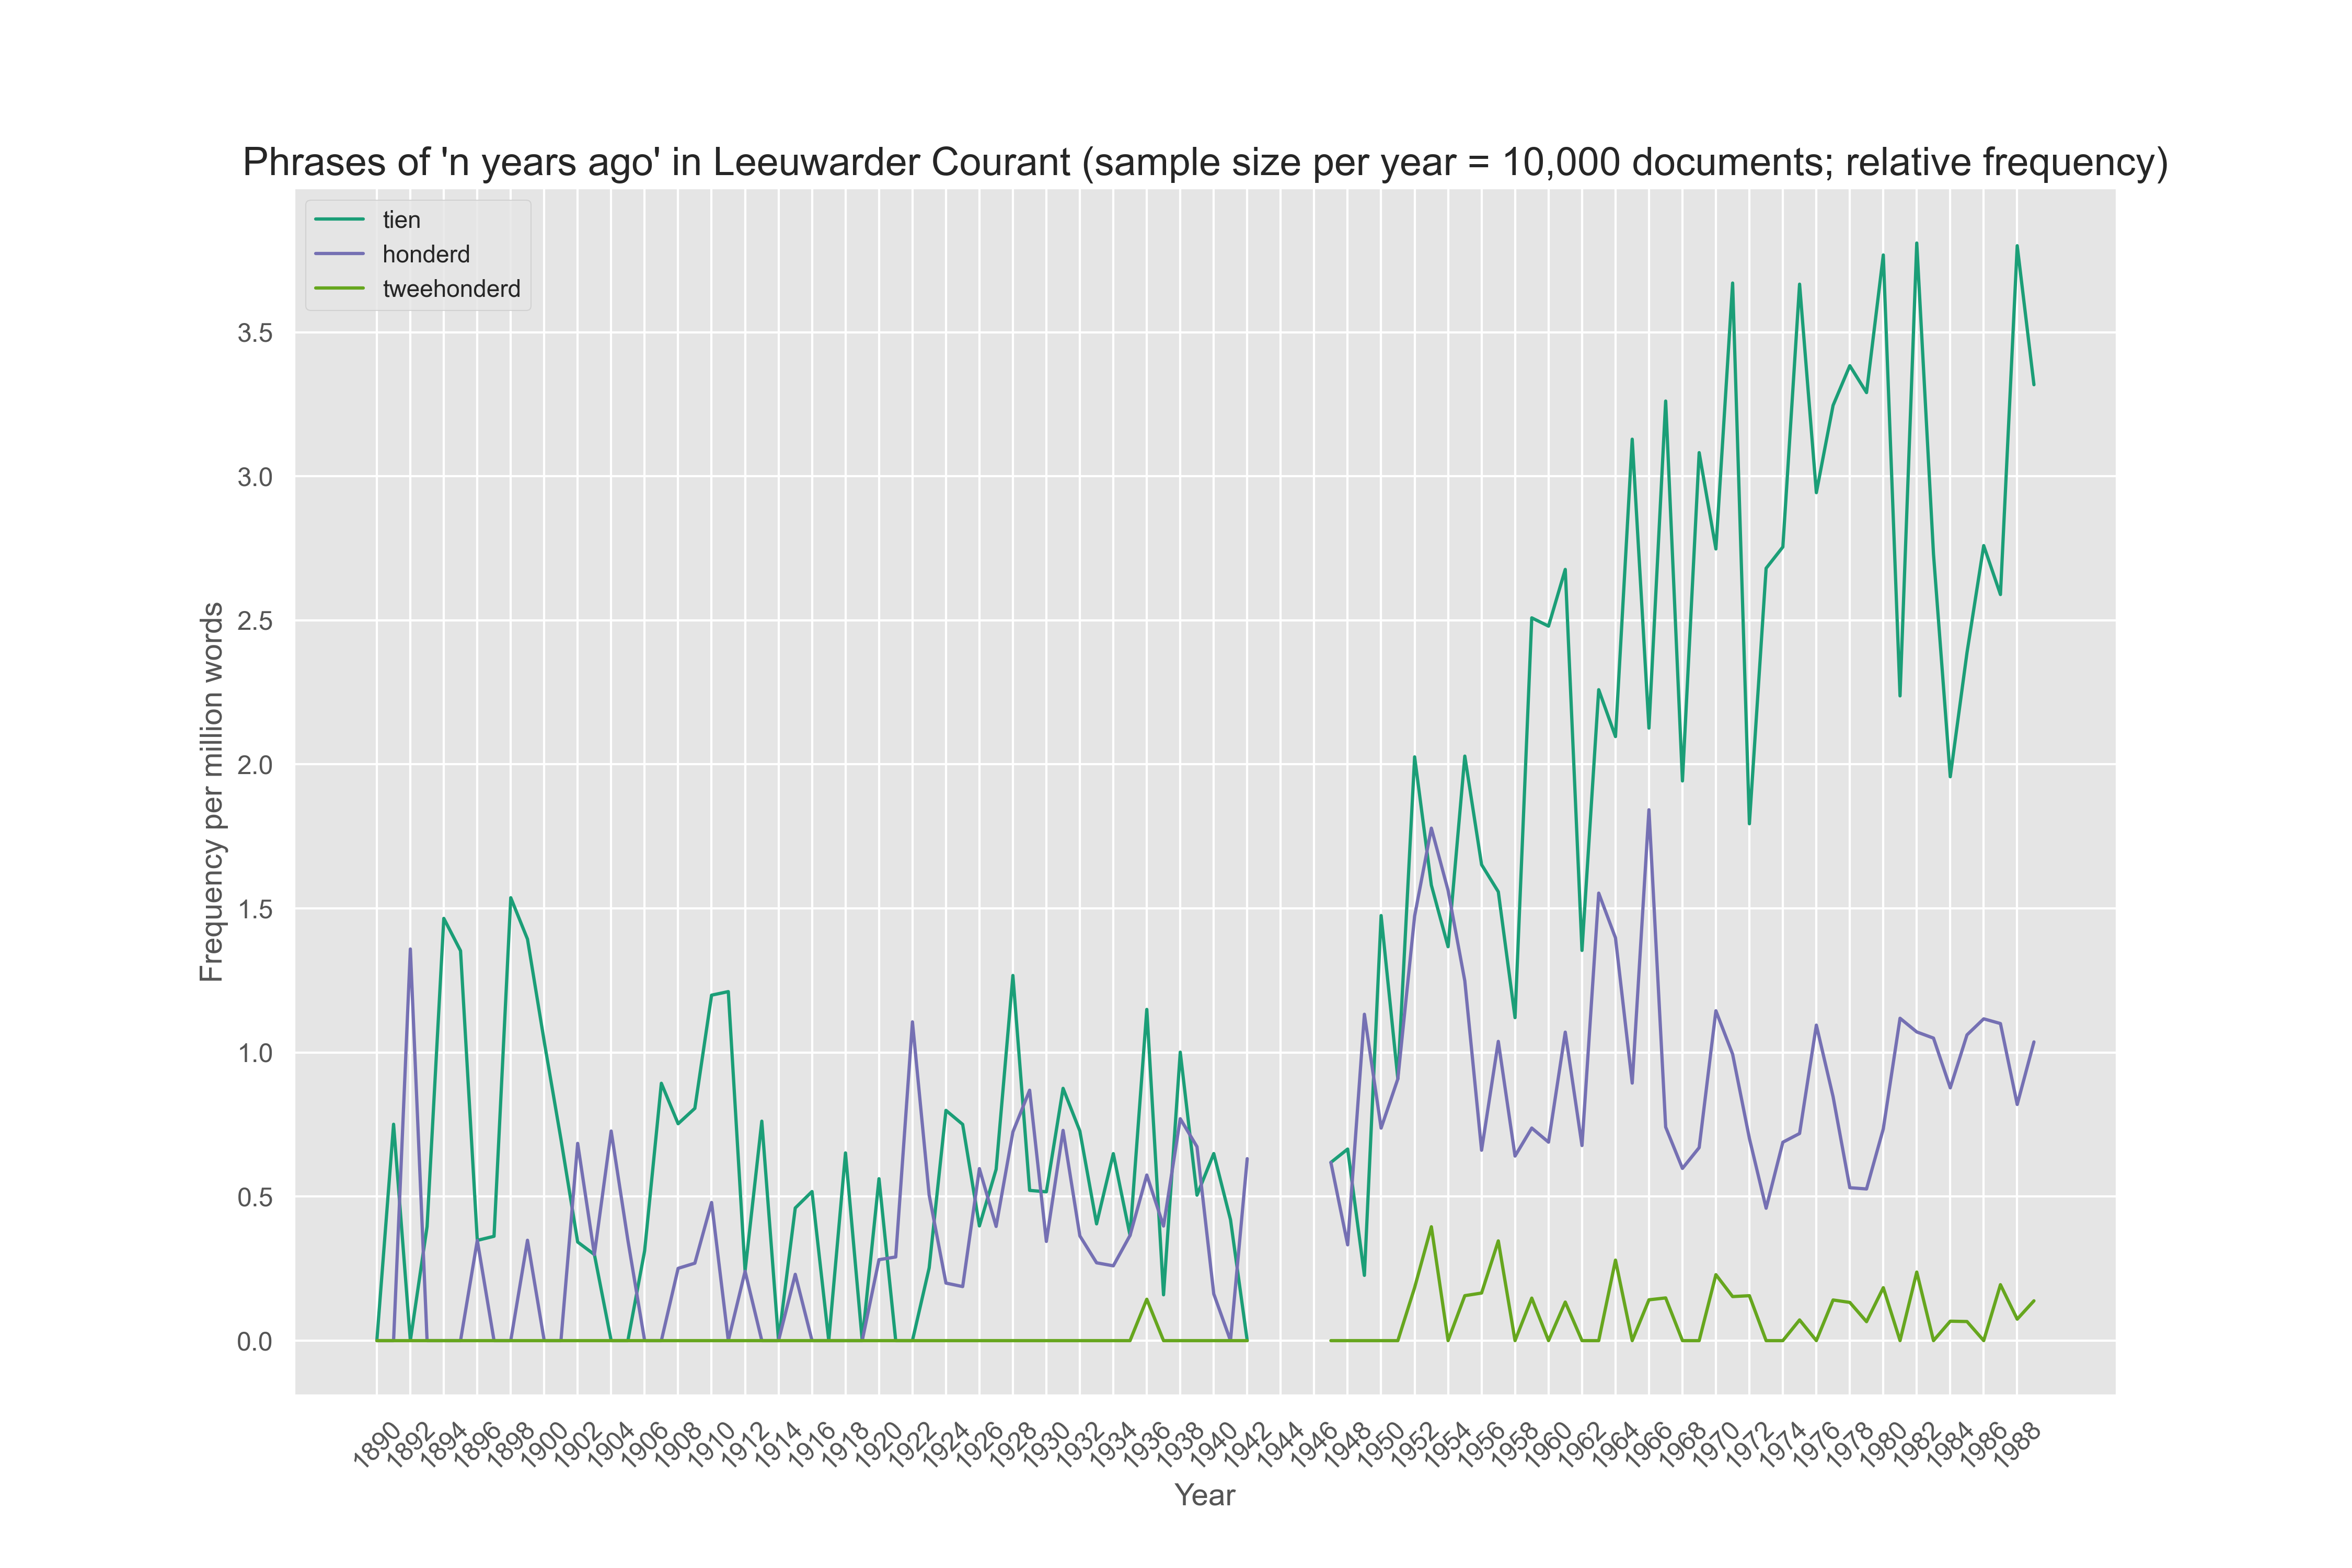 Phrases of 'n years ago' in Leeuwarder Courant (sample size per year = 10,000 documents; relative frequency)
tien
honderd
tweehonderd
3.5
3.0
2.5
2.0
1.5
1.0
0.5
0.0
Frequency per million words
1890 1892 1894 1896 1898 1900 1902 1904 1906 1908 1910 1912 1914 1916 1918 1920 1922 1924 1926 1928 1930 1932 1934 1936 1938 1940 1942 1944 1946 1948 1950 1952 1954 1956 1958 1960 1962 1964 1966 1968 1970 1972 1974 1976 1978 1980 1982 1984 1986 1988
Year